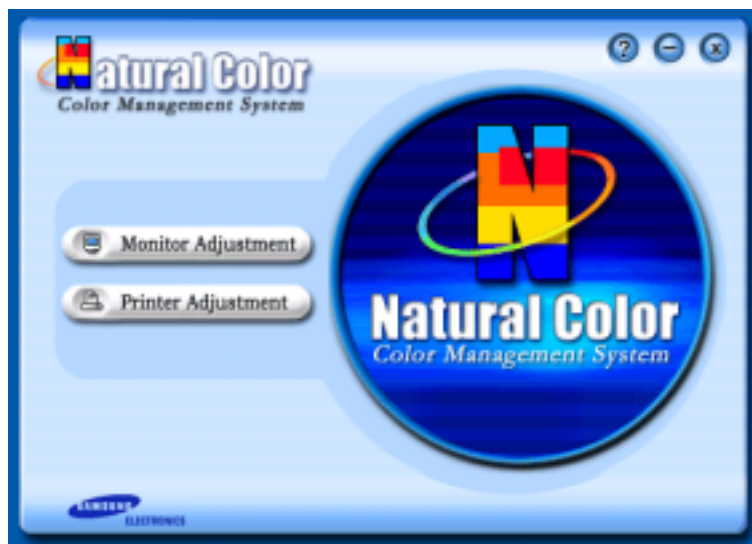 Natural Color
Color Management System
? − x
Monitor Adjustment
Printer Adjustment
N
Natural Color
Color Management System
SAMSUNG
ELECTRONICS